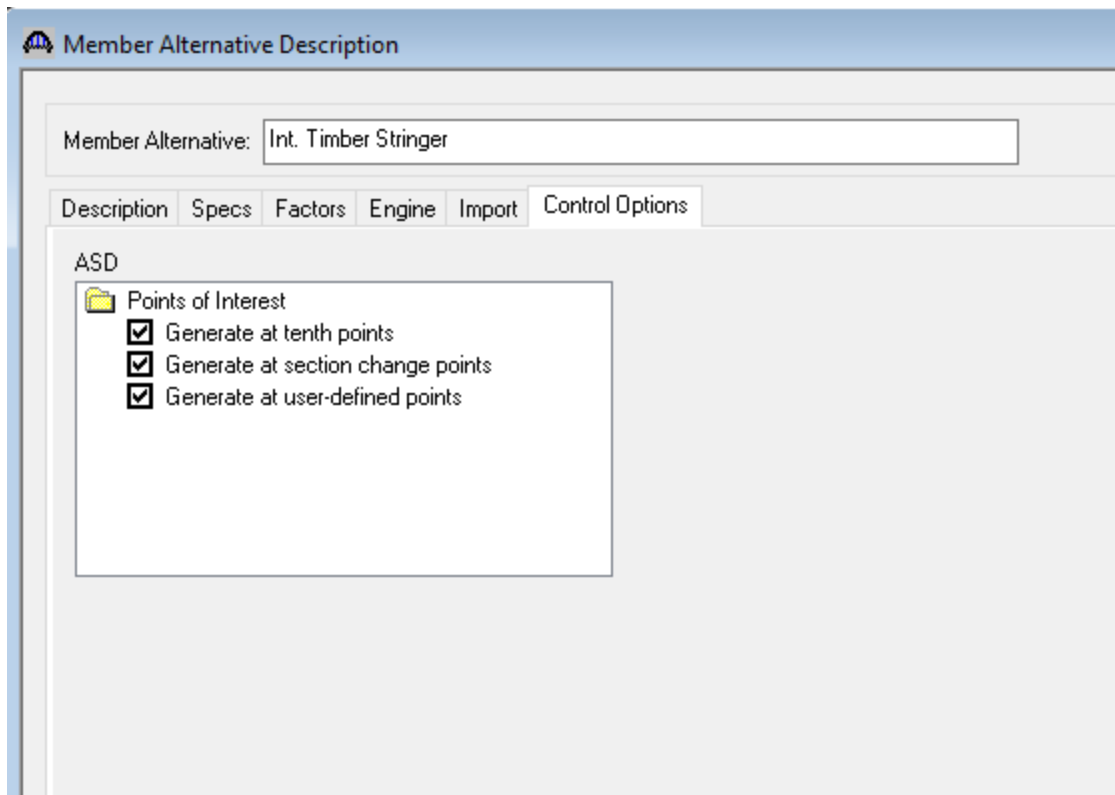 Member Alternative Description
Member Alternative: Int. Timber Stringer
Description Specs Factors Engine Import Control Options
ASD
Points of Interest
Generate at tenth points
Generate at section change points
Generate at user-defined points